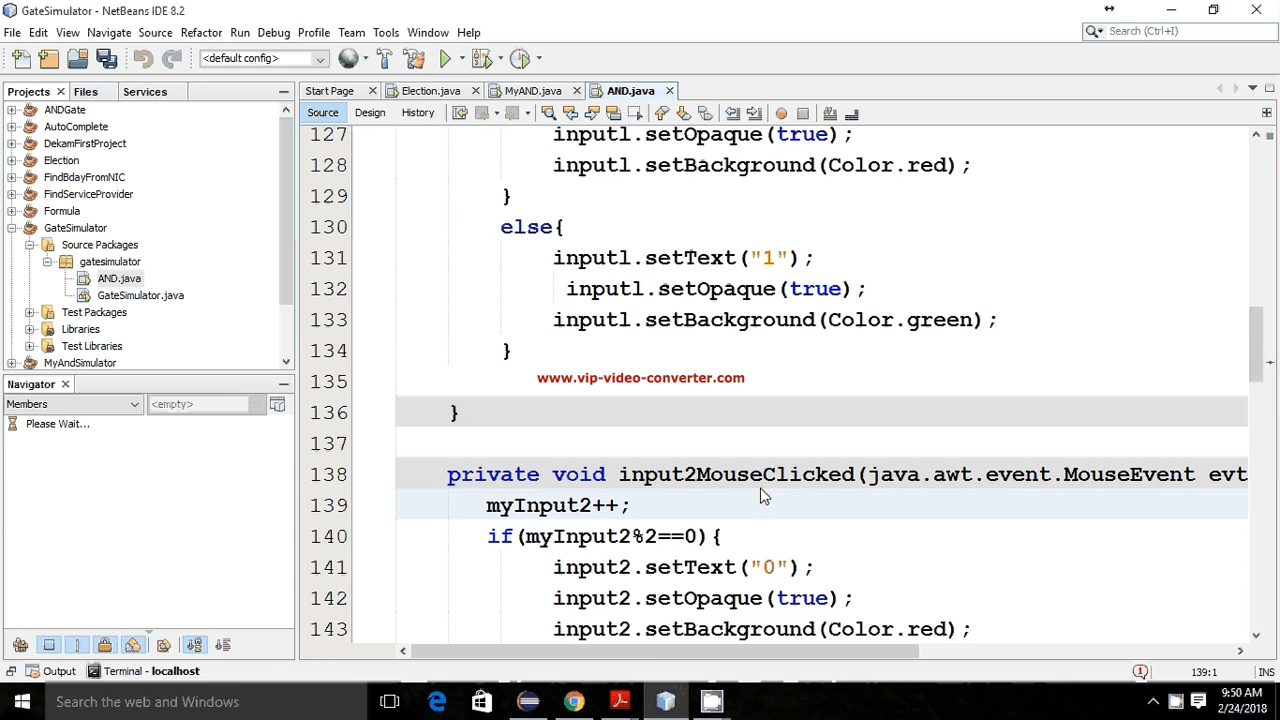 GateSimulator - NetBeans IDE 8.2
File Edit View Navigate Source Refactor Run Debug Profile Team Tools Window Help
Search (Ctrl+I)
<default config>
Projects Files Services
Start Page Election.java MyAND.java AND.java
Source Design History
ANDGate
AutoComplete
DekamFirstProject
Election
FindBdayFromNIC
FindServiceProvider
Formula
GateSimulator
Source Packages
gatesimulator
AND.java
GateSimulator.java
Test Packages
Libraries
Test Libraries
MyAndSimulator
Navigator
Members <empty>
Please Wait...
127 input1.setOpaque(true);
128 input1.setBackground(Color.red);
129 }
130 else{
131 input1.setText("1");
132 input1.setOpaque(true);
133 input1.setBackground(Color.green);
134 }
135
www.vip-video-converter.com
136 }
137
138 private void input2MouseClicked(java.awt.event.MouseEvent evt
139 myInput2++;
140 if(myInput2%2==0){
141 input2.setText("0");
142 input2.setOpaque(true);
143 input2.setBackground(Color.red);
Output Terminal - localhost
139:1 INS
Search the web and Windows
9:50 AM
2/24/2018